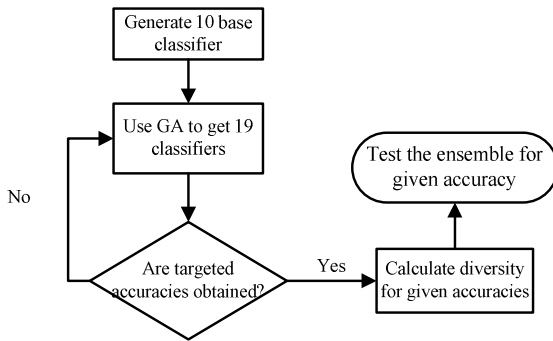 Generate 10 base
classifier
Use GA to get 19
classifiers
No
Are targeted
accuracies obtained?
Yes
Calculate diversity
for given accuracies
Test the ensemble for
given accuracy